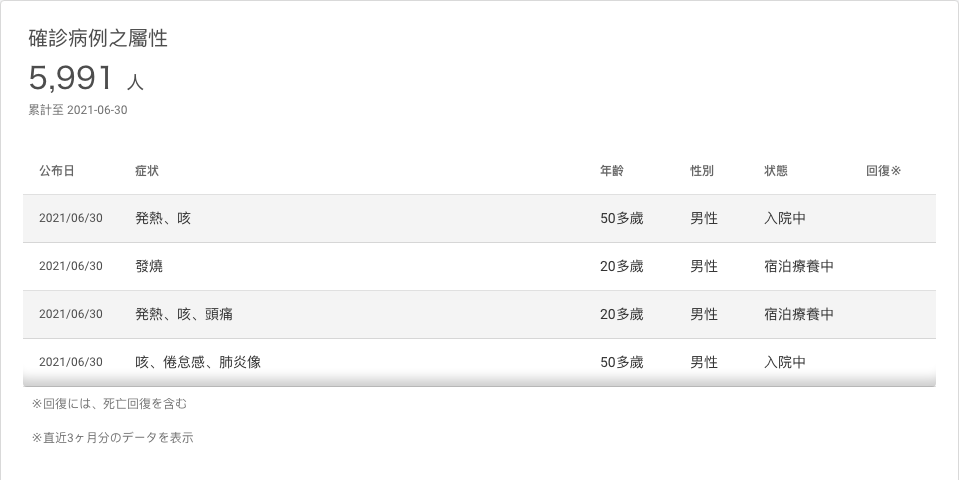 確診病例之屬性
5,991 人
累計至 2021-06-30
公布日 症状 年齢 性別 状態 回復※
2021/06/30 発熱、咳 50多歲 男性 入院中
2021/06/30 發燒 20多歲 男性 宿泊療養中
2021/06/30 発熱、咳、頭痛 20多歲 男性 宿泊療養中
2021/06/30 咳、倦怠感、肺炎像 50多歲 男性 入院中
※回復には、死亡回復を含む
※直近3ヶ月分のデータを表示